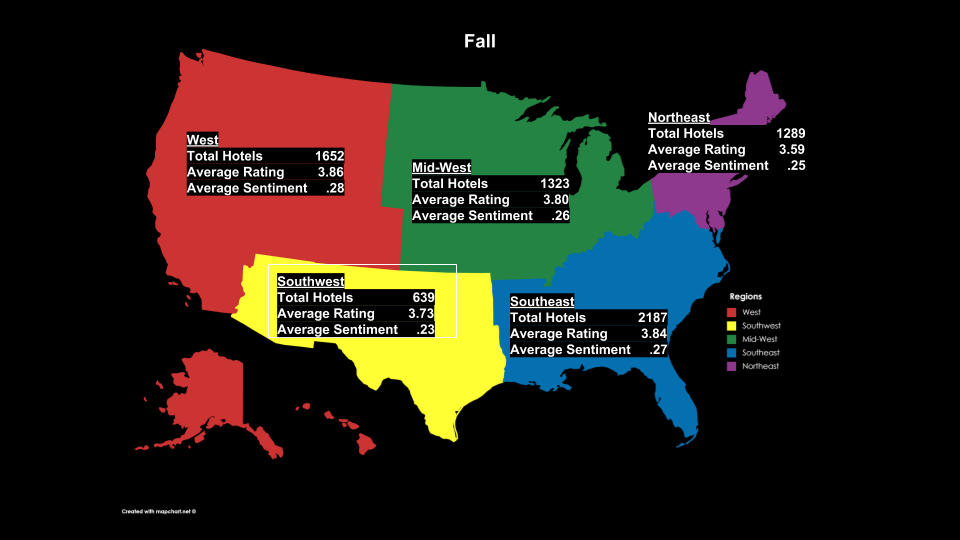 Fall
West
Total Hotels 1652
Average Rating 3.86
Average Sentiment .28
Mid-West
Total Hotels 1323
Average Rating 3.80
Average Sentiment .26
Northeast
Total Hotels 1289
Average Rating 3.59
Average Sentiment .25
Southwest
Total Hotels 639
Average Rating 3.73
Average Sentiment .23
Southeast
Total Hotels 2187
Average Rating 3.84
Average Sentiment .27
Regions
West
Southwest
Mid-West
Southeast
Northeast
Created with mapchart.net ©